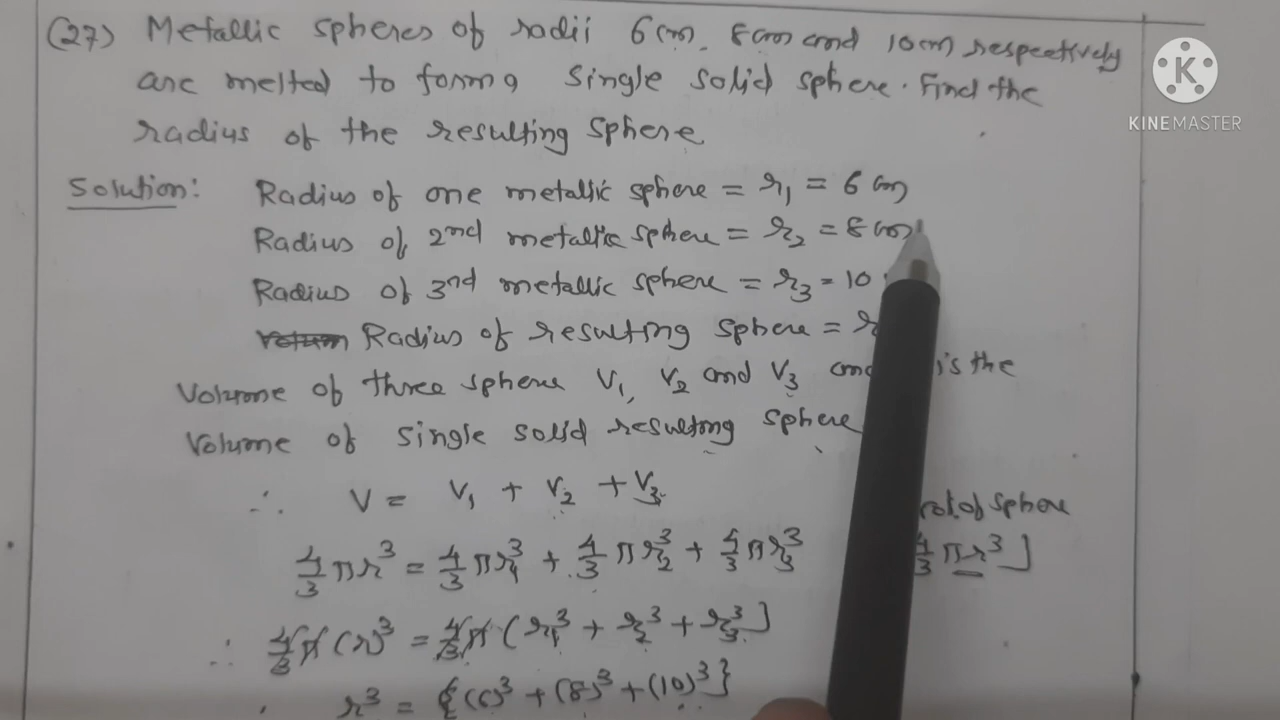 (27) Metallic spheres of radii 6cm, 8cm and 10cm respectively
are melted to form a single solid sphere. Find the
radius of the resulting sphere
KINEMASTER
Solution: Radius of one metallic sphere = r₁ = 6 cm
Radius of 2nd metallic sphere = r₂ = 8 cm
Radius of 3rd metallic sphere = r₃ = 10
Radius of resulting sphere = r
Volume of three sphere V₁, V₂ and V₃ is the
Volume of single solid resulting sphere
∴ V = V₁ + V₂ + V₃
of sphere
4/3 πr³ = 4/3 πr₁³ + 4/3 πr₂³ + 4/3 πr₃³ 4/3 πr³]
∴ 4/3 π (r)³ = 4/3 π (r₁³ + r₂³ + r₃³]
r³ = {(6)³ + (8)³ + (10)³}